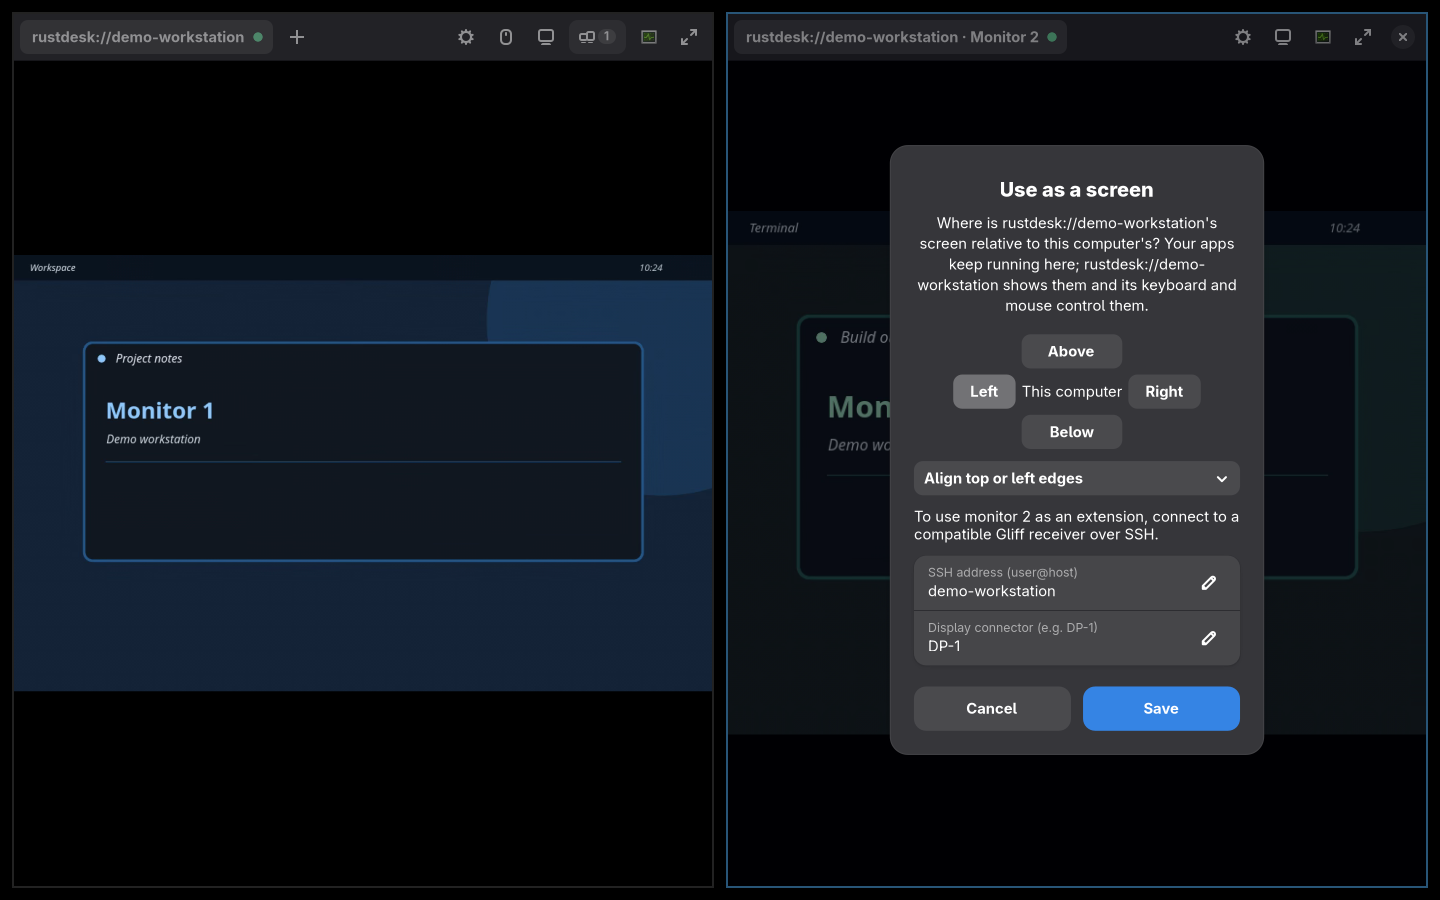 rustdesk://demo-workstation
1
Workspace
10:24
Project notes
Monitor 1
Demo workstation
rustdesk://demo-workstation · Monitor 2
Terminal
10:24
Build o
Mon
Demo wo
Use as a screen
Where is rustdesk://demo-workstation's
screen relative to this computer's? Your apps
keep running here; rustdesk://demo-
workstation shows them and its keyboard and
mouse control them.
Above
Left This computer Right
Below
Align top or left edges
To use monitor 2 as an extension, connect to a
compatible Gliff receiver over SSH.
SSH address (user@host)
demo-workstation
Display connector (e.g. DP-1)
DP-1
Cancel Save